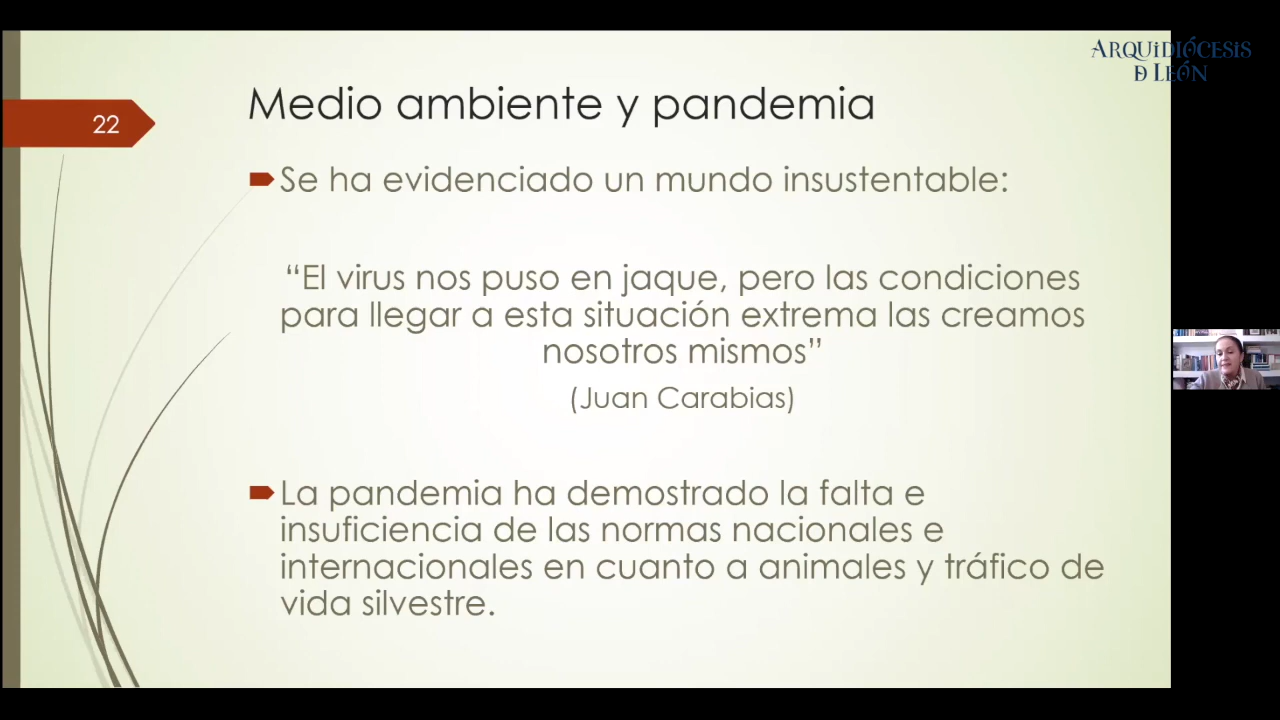 ARQUiDIÓCESiS
D LEÓN
22
Medio ambiente y pandemia
Se ha evidenciado un mundo insustentable:
“El virus nos puso en jaque, pero las condiciones
para llegar a esta situación extrema las creamos
nosotros mismos”
(Juan Carabias)
La pandemia ha demostrado la falta e
insuficiencia de las normas nacionales e
internacionales en cuanto a animales y tráfico de
vida silvestre.